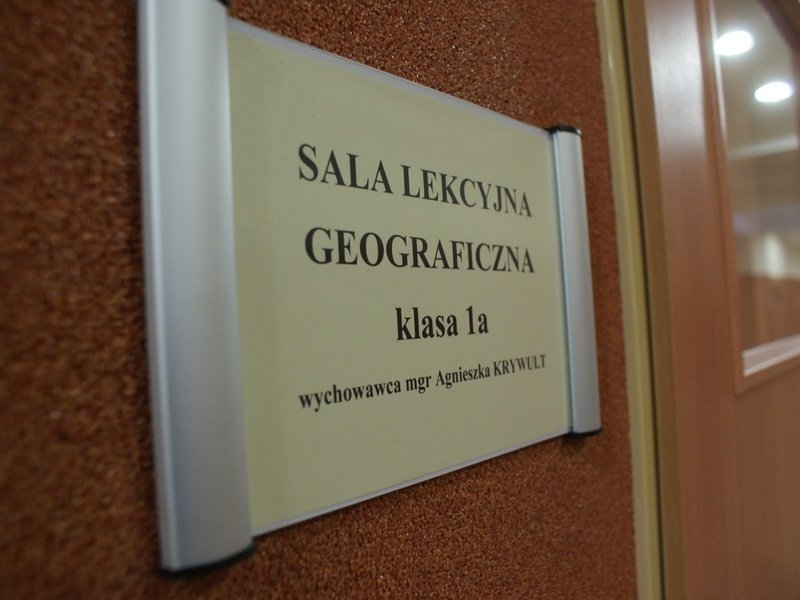 SALA LEKCYJNA
GEOGRAFICZNA
klasa 1a
wychowawca mgr Agnieszka KRYWULT